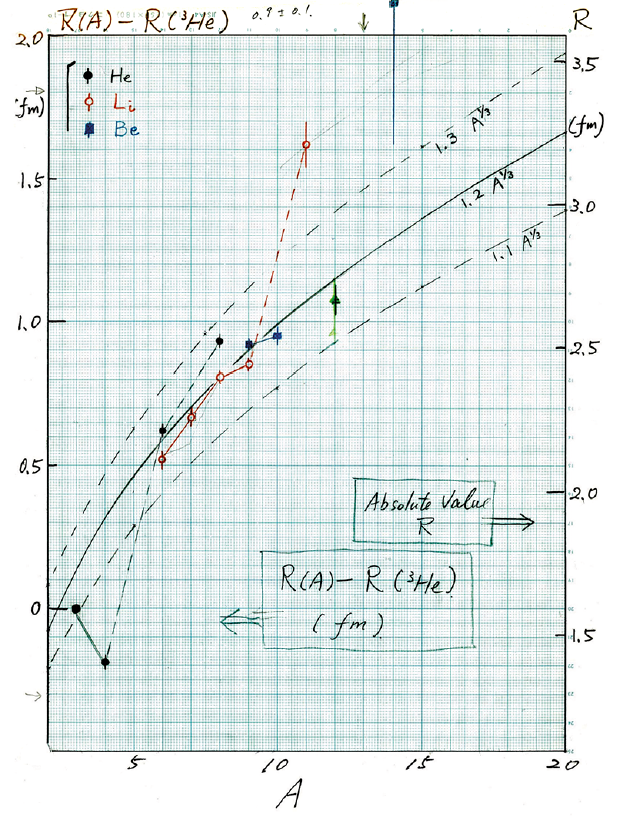 R(A) - R(³He)
0.9 ± 0.1
R
2.0
3.5
(fm)
He
Li
Be
(fm)
1.3 A^⅓
1.2 A^⅓
1.1 A^⅓
1.5
3.0
1.0
2.5
0.5
2.0
Absolute Value
R
R(A) - R(³He)
(fm)
0
1.5
5
10
15
20
A